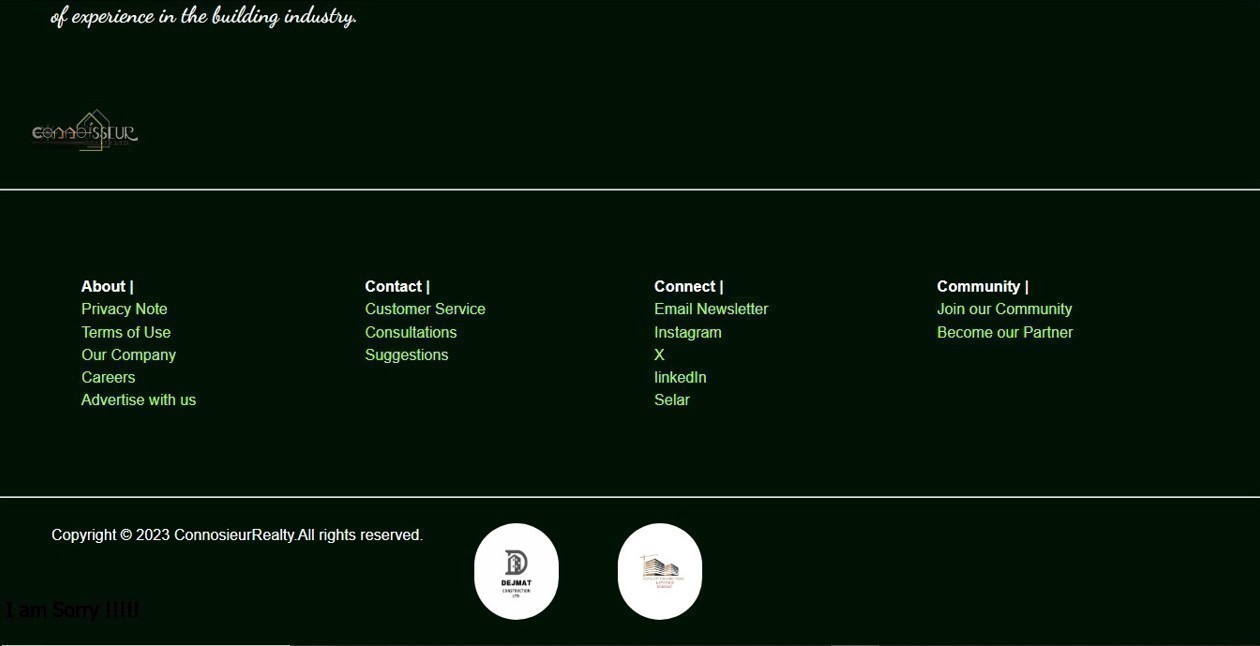 of experience in the building industry.
CONNOISSEUR
About |
Privacy Note
Terms of Use
Our Company
Careers
Advertise with us
Contact |
Customer Service
Consultations
Suggestions
Connect |
Email Newsletter
Instagram
X
linkedIn
Selar
Community |
Join our Community
Become our Partner
Copyright © 2023 ConnosieurRealty.All rights reserved.
DEJMAT
CONSTRUCTION
LTD
I am Sorry !!!!!